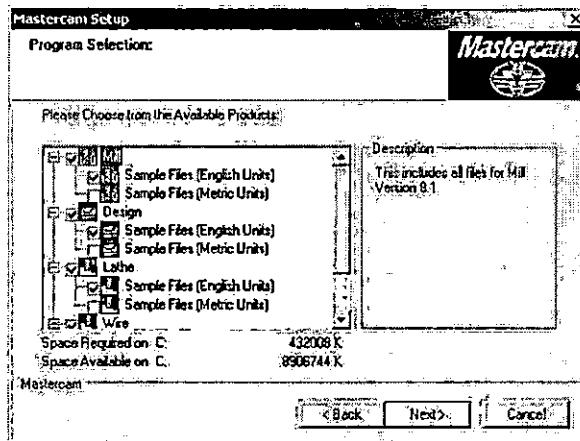 Mastercam Setup
Program Selection:
Mastercam.
Please Choose from the Available Products:
Mill
Sample Files (English Units)
Sample Files (Metric Units)
Design
Sample Files (English Units)
Sample Files (Metric Units)
Lathe
Sample Files (English Units)
Sample Files (Metric Units)
Wire
Description
This includes all files for Mill
Version 9.1
Space Required on C: 432008 K
Space Available on C: 8906744 K
Mastercam
< Back
Next >
Cancel